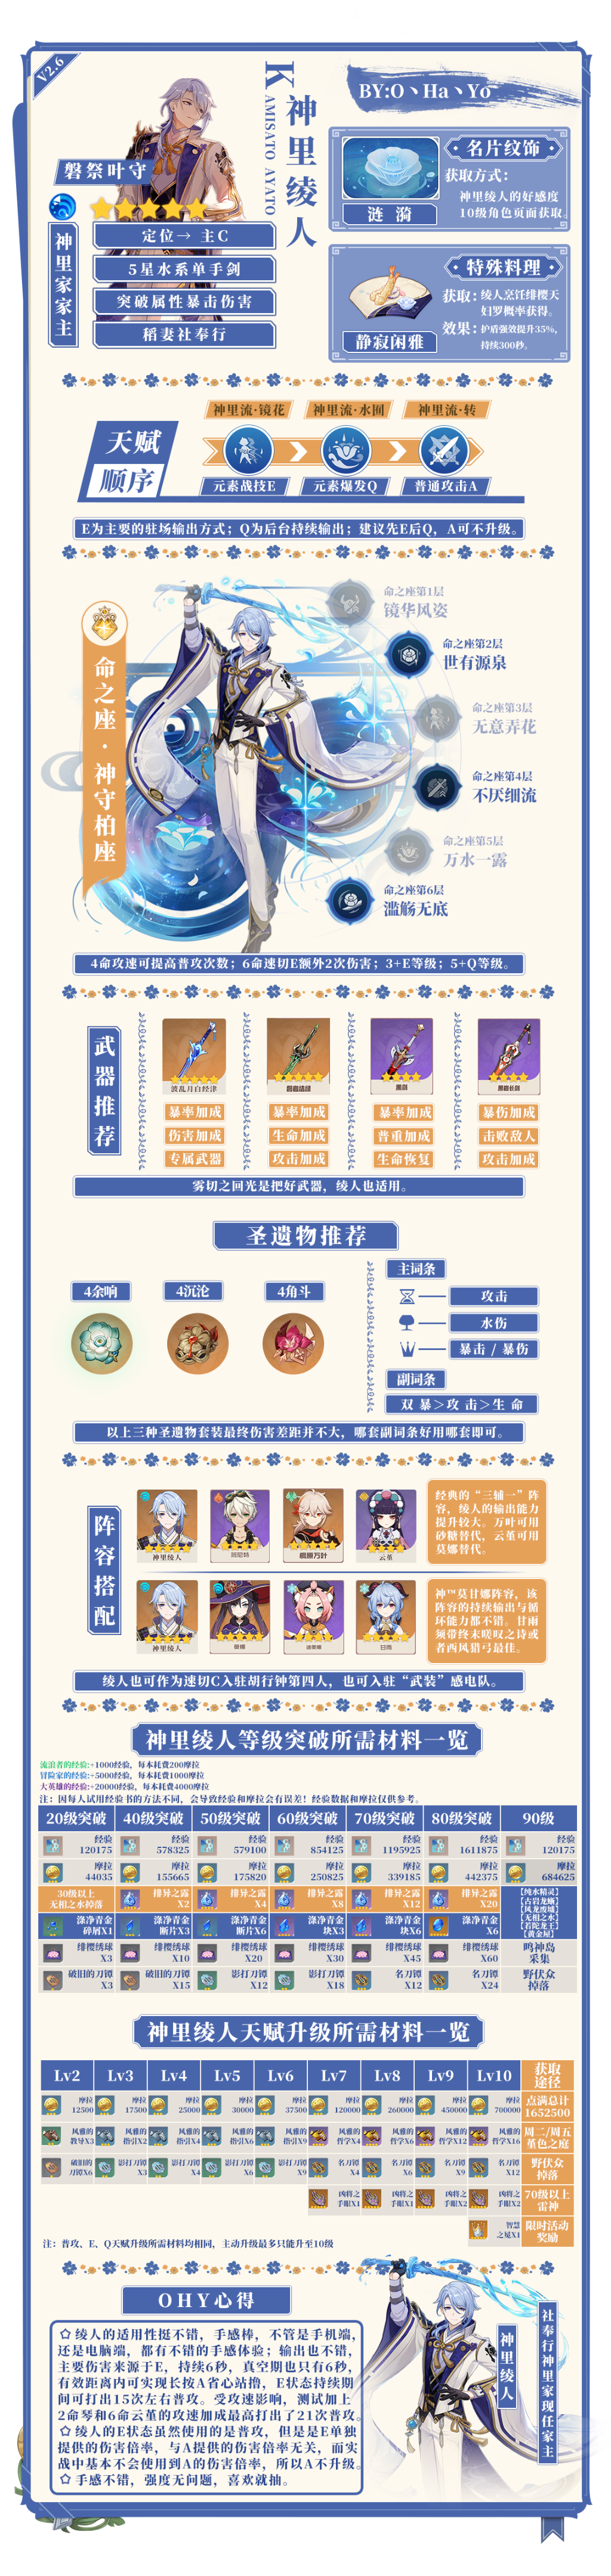 V2.6
BY:O丶Ha丶Yo
神里绫人
KAMISATO AYATO
磐祭叶守
神里家家主
定位→ 主C
5星水系单手剑
突破属性暴击伤害
稻妻社奉行
名片纹饰
获取方式:
神里绫人的好感度
10级角色页面获取。
涟 漪
特殊料理
获取:绫人烹饪绯樱天
妇罗概率获得。
效果:护盾强效提升35%,
持续300秒。
静寂闲雅
天赋
顺序
神里流·镜花
神里流·水囿
神里流·转
元素战技E
元素爆发Q
普通攻击A
E为主要的驻场输出方式；Q为后台持续输出；建议先E后Q，A可不升级。
命之座·神守柏座
命之座第1层
镜华风姿
命之座第2层
世有源泉
命之座第3层
无意弄花
命之座第4层
不厌细流
命之座第5层
万水一露
命之座第6层
滥觞无底
4命攻速可提高普攻次数；6命速切E额外2次伤害；3+E等级；5+Q等级。
武器推荐
波乱月白经津
磐岩结绿
黑剑
黑岩长剑
暴率加成
暴率加成
暴率加成
暴伤加成
伤害加成
生命加成
普重加成
击败敌人
专属武器
攻击加成
生命恢复
攻击加成
雾切之回光是把好武器，绫人也适用。
圣遗物推荐
4余响
4沉沦
4角斗
主词条
攻击
水伤
暴击 / 暴伤
副词条
双 暴>攻 击>生 命
以上三种圣遗物套装最终伤害差距并不大，哪套副词条好用哪套即可。
阵容搭配
神里绫人
班尼特
枫原万叶
云堇
经典的“三辅一”阵
容，绫人的输出能力
提升较大。万叶可用
砂糖替代，云堇可用
莫娜替代。
神里绫人
莫娜
迪奥娜
甘雨
神™莫甘娜阵容，该
阵容的持续输出与循
环能力都不错。甘雨
须带终末嗟叹之诗或
者西风猎弓最佳。
绫人也可作为速切C入驻胡行钟第四人，也可入驻“武装”感电队。
神里绫人等级突破所需材料一览
流浪者的经验:+1000经验，每本耗费200摩拉
冒险家的经验:+5000经验，每本耗费1000摩拉
大英雄的经验:+20000经验，每本耗费4000摩拉
注：因每人试用经验书的方法不同，会导致经验和摩拉会有误差！经验数据和摩拉仅供参考。
20级突破 40级突破 50级突破 60级突破 70级突破 80级突破 90级
经验 经验 经验 经验 经验 经验 经验
120175 578325 579100 854125 1195925 1611875 120175
摩拉 摩拉 摩拉 摩拉 摩拉 摩拉 摩拉
44035 155665 175820 250825 339185 442375 684625
30级以上
无相之水掉落
排异之露 排异之露 排异之露 排异之露 排异之露
X2 X4 X8 X12 X20
【纯水精灵】
【古岩龙蜥】
【风龙废墟】
【无相之水】
【若陀龙王】
【黄金屋】
涤净青金 涤净青金 涤净青金 涤净青金 涤净青金 涤净青金
碎屑X1 断片X3 断片X6 块X3 块X6 X6
绯樱绣球 绯樱绣球 绯樱绣球 绯樱绣球 绯樱绣球 绯樱绣球 鸣神岛
X3 X10 X20 X30 X45 X60 采集
破旧的刀镡 破旧的刀镡 影打刀镡 影打刀镡 名刀镡 名刀镡 野伏众
X3 X15 X12 X18 X12 X24 掉落
神里绫人天赋升级所需材料一览
Lv2 Lv3 Lv4 Lv5 Lv6 Lv7 Lv8 Lv9 Lv10 获取
途径
摩拉 摩拉 摩拉 摩拉 摩拉 摩拉 摩拉 摩拉 摩拉 点满总计
12500 17500 25000 30000 37500 120000 260000 450000 700000 1652500
风雅的 风雅的 风雅的 风雅的 风雅的 风雅的 风雅的 风雅的 风雅的 周二/周五
教导X3 指引X2 指引X4 指引X6 指引X9 哲学X4 哲学X6 哲学X12 哲学X16 堇色之庭
破旧的 影打刀镡 影打刀镡 影打刀镡 影打刀镡 名刀镡 名刀镡 名刀镡 名刀镡 野伏众
刀镡X6 X3 X4 X6 X9 X4 X6 X9 X12 掉落
凶将之 凶将之 凶将之 凶将之 70级以上
手眼X1 手眼X1 手眼X2 手眼X2 雷神
智慧 限时活动
之冕X1 奖励
注：普攻、E、Q天赋升级所需材料均相同，主动升级最多只能升至10级
OHY心得
✩绫人的适用性挺不错，手感棒，不管是手机端，
还是电脑端，都有不错的手感体验；输出也不错，
主要伤害来源于E，持续6秒，真空期也只有6秒，
有效距离内可实现长按A省心站撸，E状态持续期
间可打出15次左右普攻。受攻速影响，测试加上
2命琴和6命云堇的攻速加成最高打出了21次普攻。
✩绫人的E状态虽然使用的是普攻，但是是E单独
提供的伤害倍率，与A提供的伤害倍率无关，而实
战中基本不会使用到A的伤害倍率，所以A不升级。
✩手感不错，强度无问题，喜欢就抽。
神里绫人
社奉行神里家现任家主